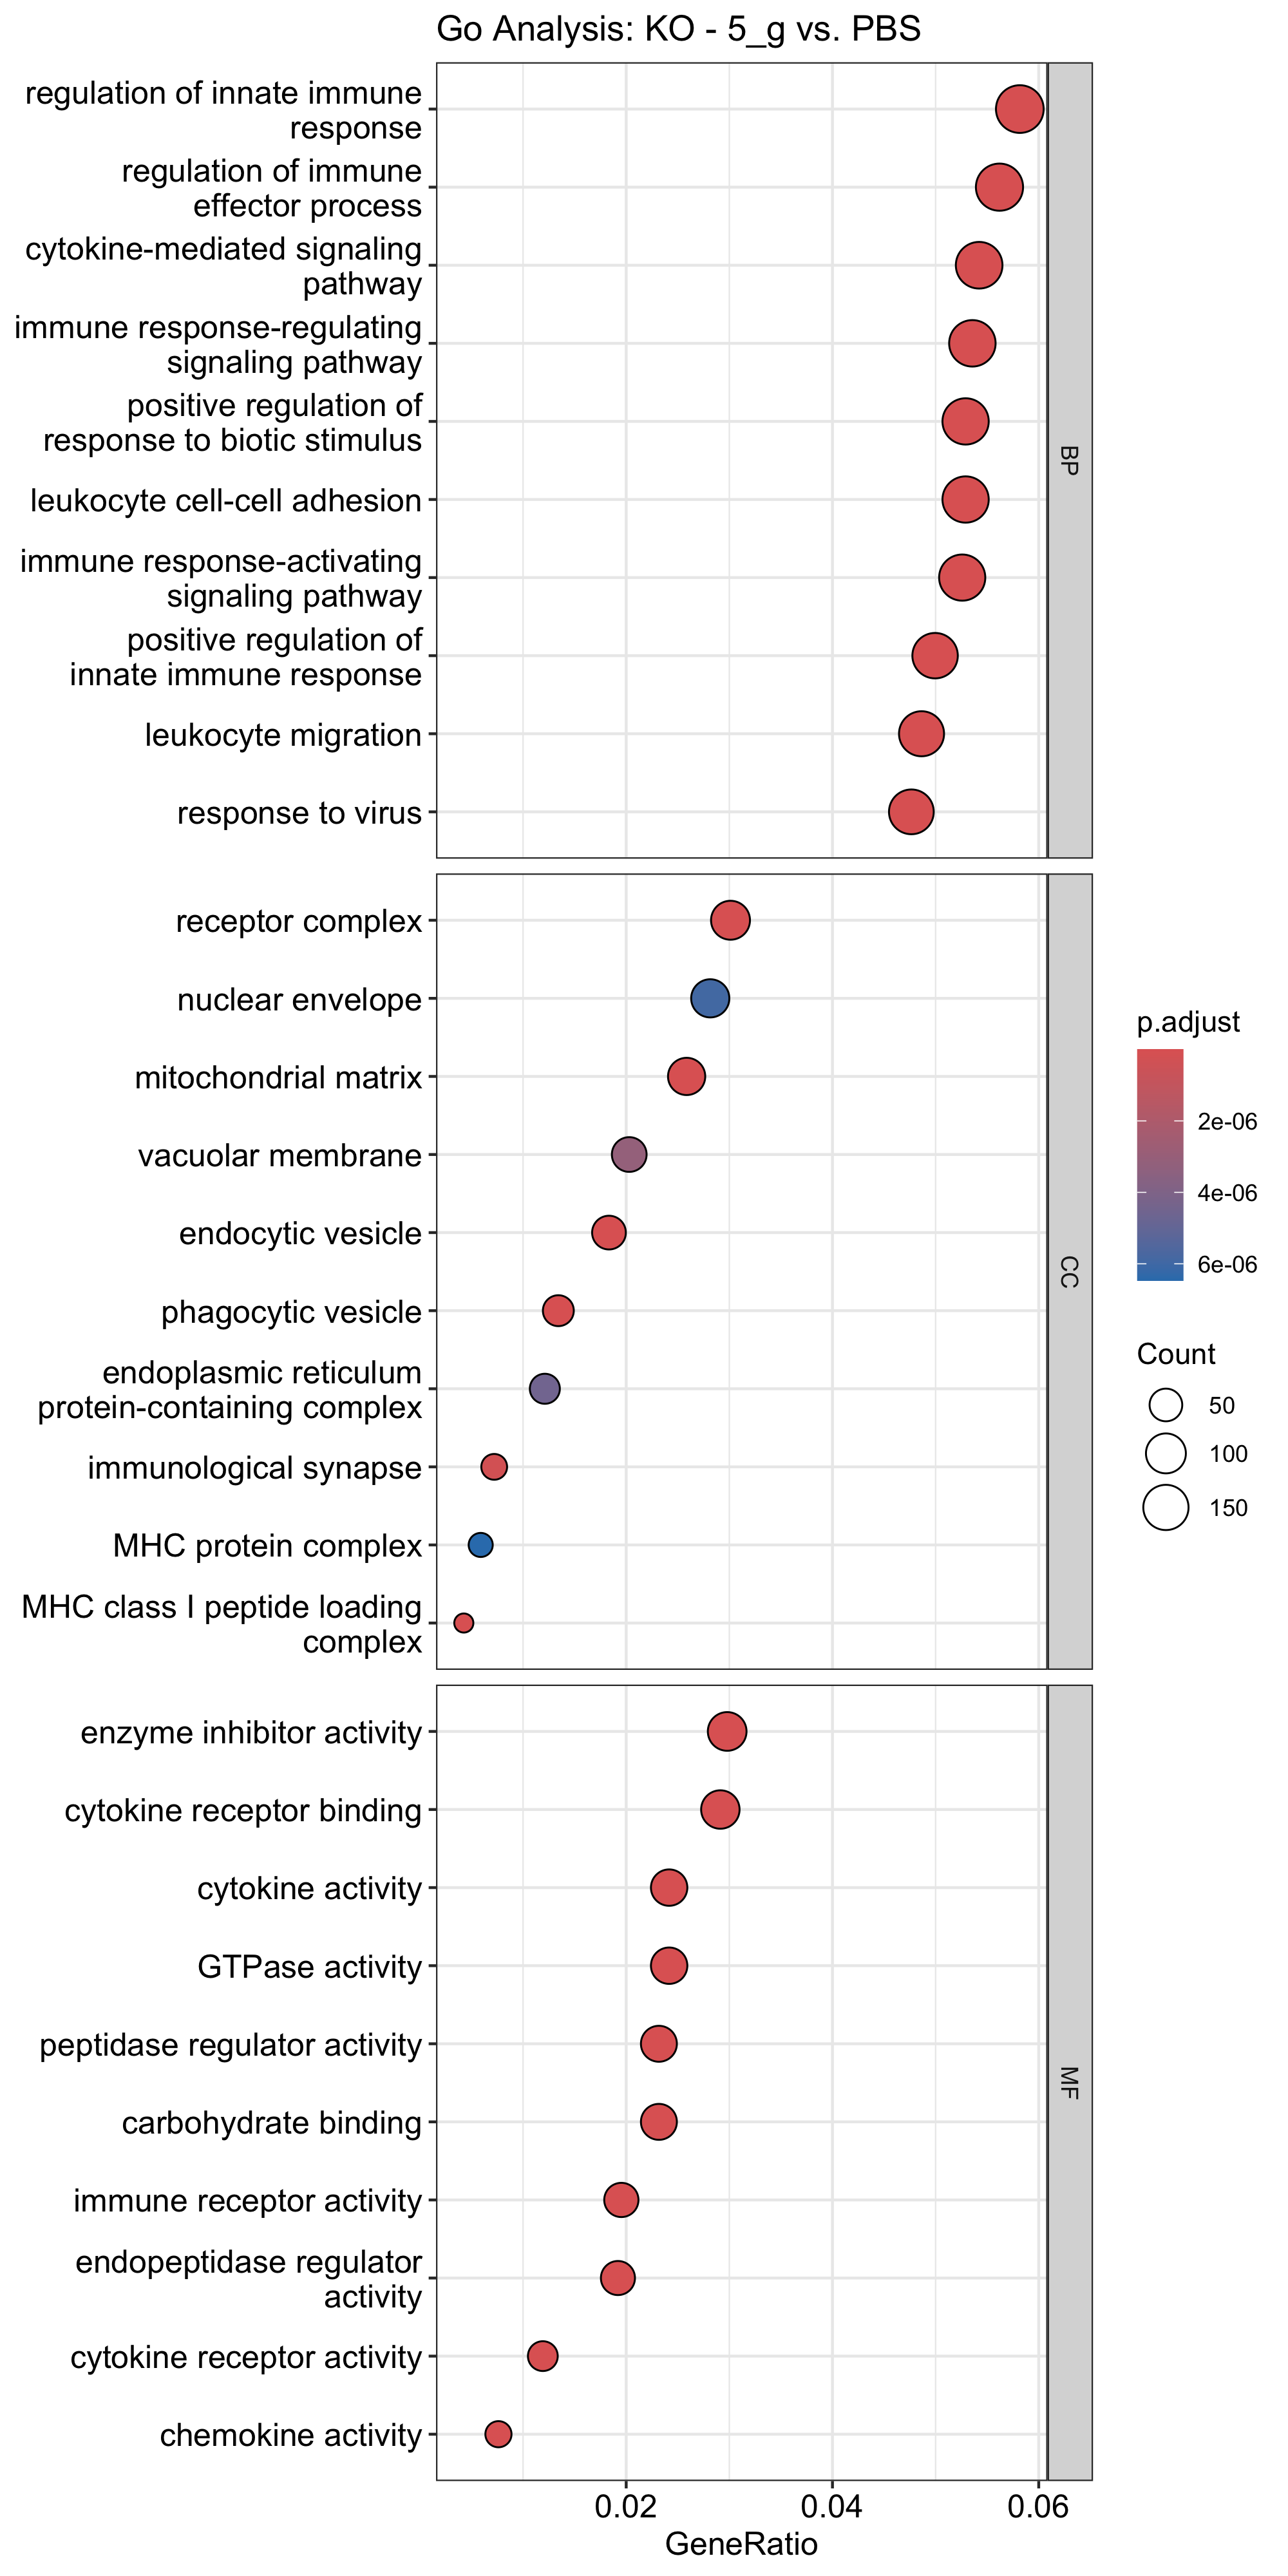 Go Analysis: KO - 5_g vs. PBS
regulation of innate immune
response
regulation of immune
effector process
cytokine-mediated signaling
pathway
immune response-regulating
signaling pathway
positive regulation of
response to biotic stimulus
leukocyte cell-cell adhesion
immune response-activating
signaling pathway
positive regulation of
innate immune response
leukocyte migration
response to virus
BP
receptor complex
nuclear envelope
mitochondrial matrix
vacuolar membrane
endocytic vesicle
phagocytic vesicle
endoplasmic reticulum
protein-containing complex
immunological synapse
MHC protein complex
MHC class I peptide loading
complex
CC
enzyme inhibitor activity
cytokine receptor binding
cytokine activity
GTPase activity
peptidase regulator activity
carbohydrate binding
immune receptor activity
endopeptidase regulator
activity
cytokine receptor activity
chemokine activity
MF
0.02
0.04
0.06
GeneRatio
p.adjust
2e-06
4e-06
6e-06
Count
50
100
150